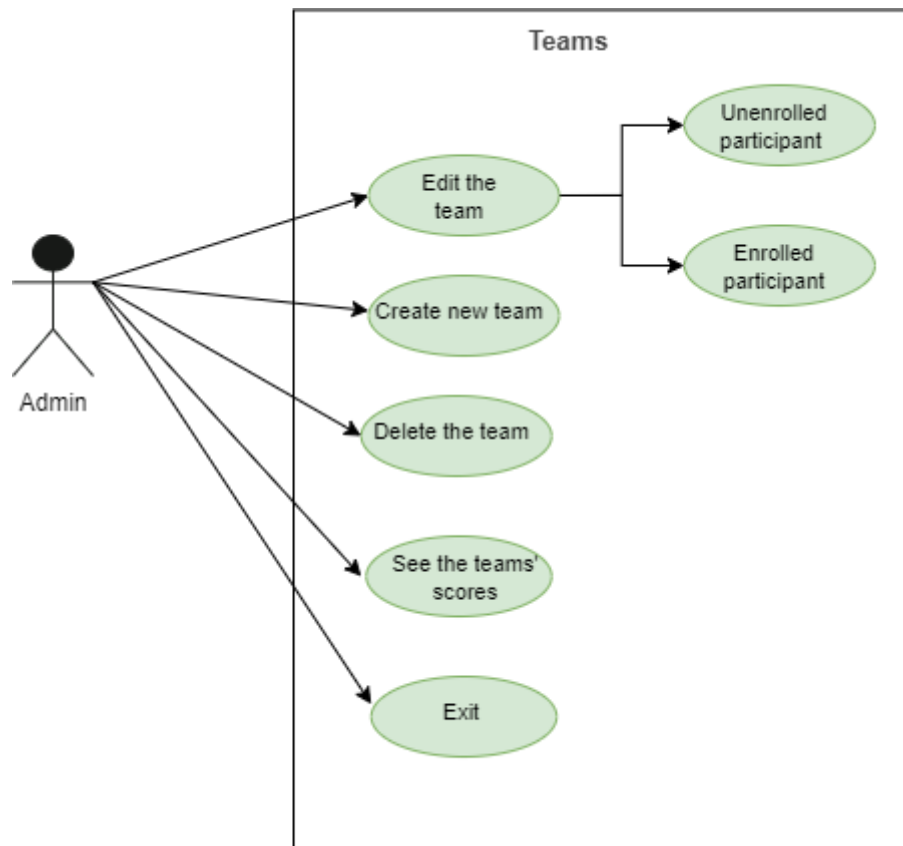 Teams
Unenrolled
participant
Edit the
team
Enrolled
participant
Create new team
Admin
Delete the team
See the teams'
scores
Exit